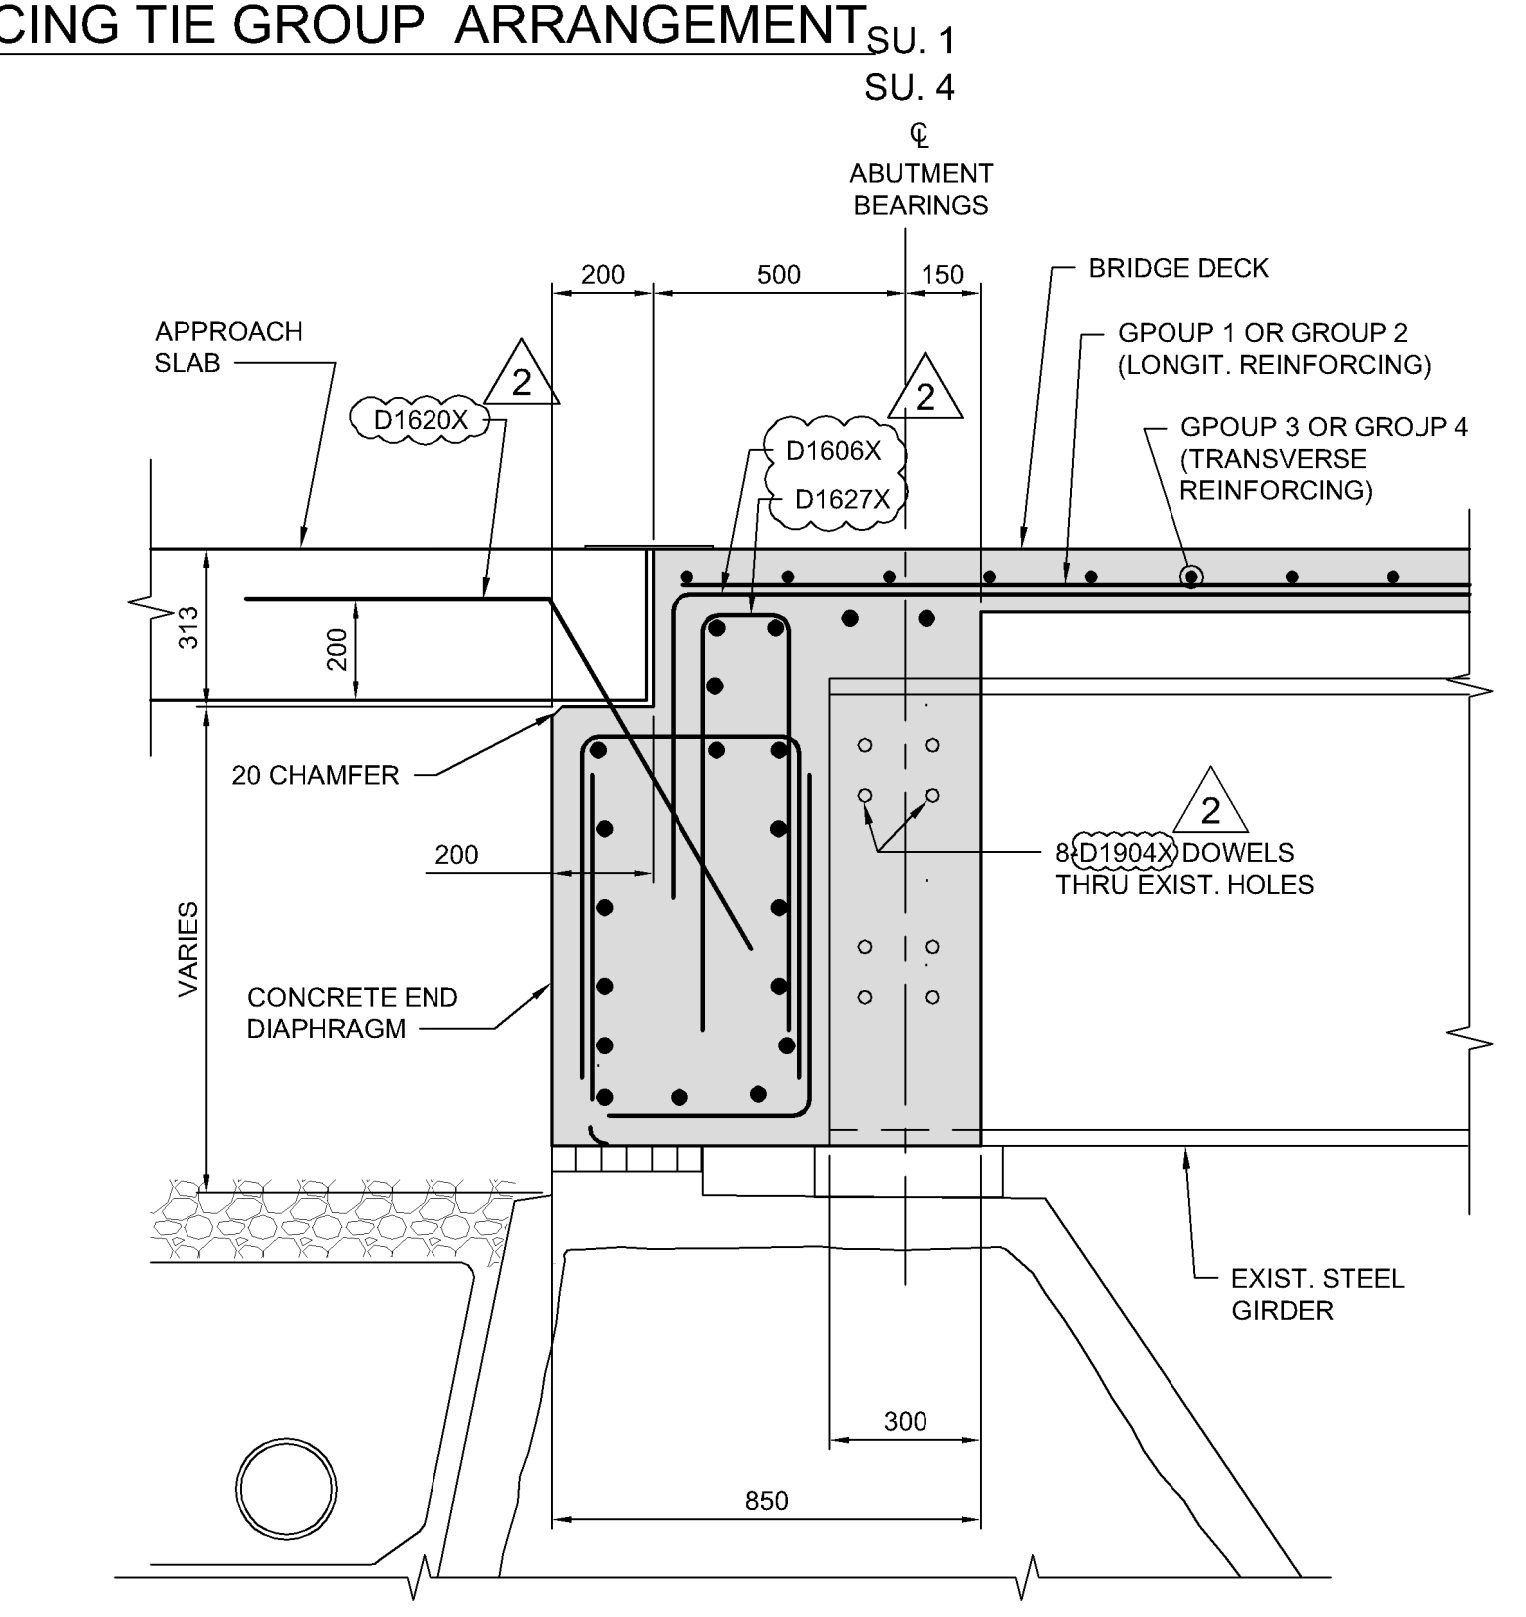 CING TIE GROUP ARRANGEMENT
SU. 1
SU. 4
℄
ABUTMENT
BEARINGS
200
500
150
BRIDGE DECK
APPROACH
SLAB
2
D1620X
2
GPOUP 1 OR GROUP 2
(LONGIT. REINFORCING)
D1606X
D1627X
GPOUP 3 OR GROJP 4
(TRANSVERSE
REINFORCING)
313
200
20 CHAMFER
200
2
8-D1904X DOWELS
THRU EXIST. HOLES
VARIES
CONCRETE END
DIAPHRAGM
EXIST. STEEL
GIRDER
300
850